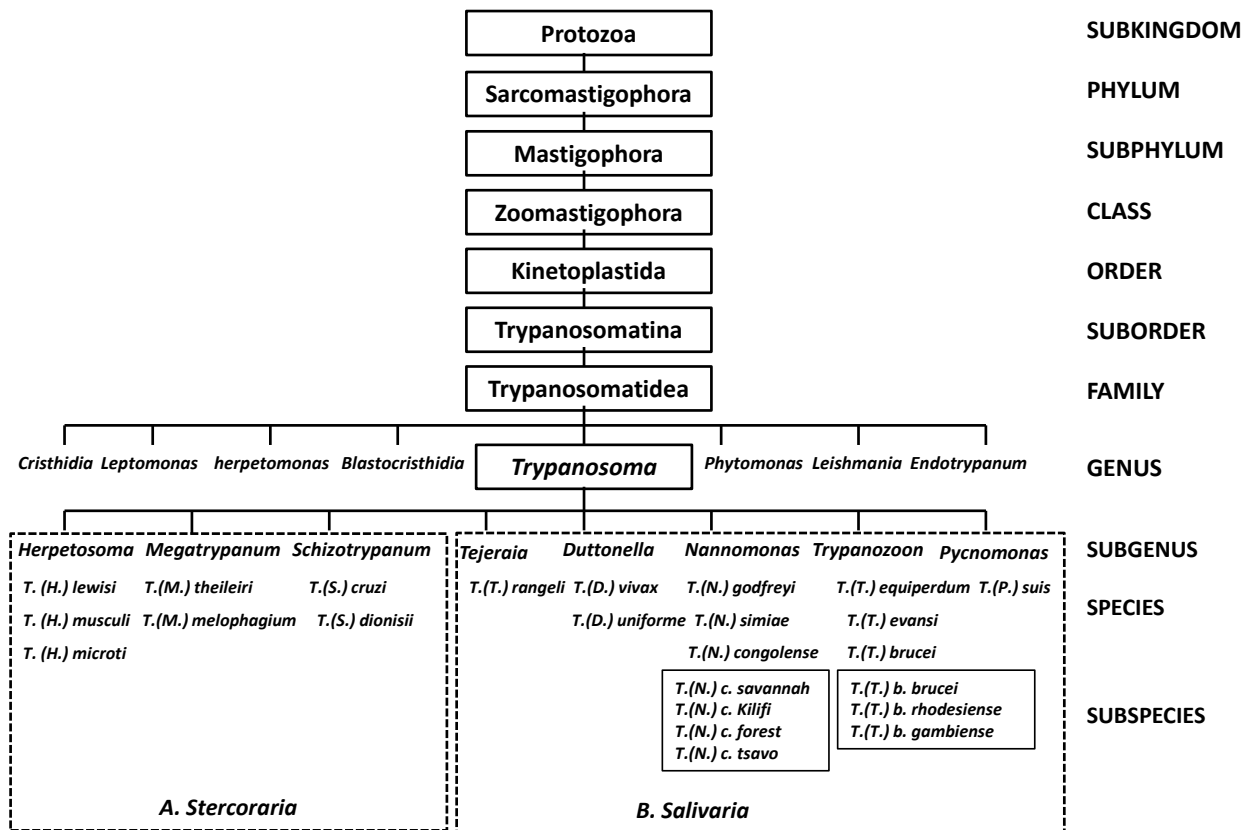 Protozoa SUBKINGDOM
Sarcomastigophora PHYLUM
Mastigophora SUBPHYLUM
Zoomastigophora CLASS
Kinetoplastida ORDER
Trypanosomatina SUBORDER
Trypanosomatidea FAMILY
Cristhidia Leptomonas herpetomonas Blastocristhidia Trypanosoma Phytomonas Leishmania Endotrypanum GENUS
Herpetosoma Megatrypanum Schizotrypanum Tejeraia Duttonella Nannomonas Trypanozoon Pycnomonas SUBGENUS
T. (H.) lewisi T.(M.) theileiri T.(S.) cruzi T.(T.) rangeli T.(D.) vivax T.(N.) godfreyi T.(T.) equiperdum T.(P.) suis SPECIES
T. (H.) musculi T.(M.) melophagium T.(S.) dionisii T.(D.) uniforme T.(N.) simiae T.(T.) evansi
T. (H.) microti T.(N.) congolense T.(T.) brucei
T.(N.) c. savannah T.(T.) b. brucei
T.(N.) c. Kilifi T.(T.) b. rhodesiense SUBSPECIES
T.(N.) c. forest T.(T.) b. gambiense
T.(N.) c. tsavo
A. Stercoraria B. Salivaria